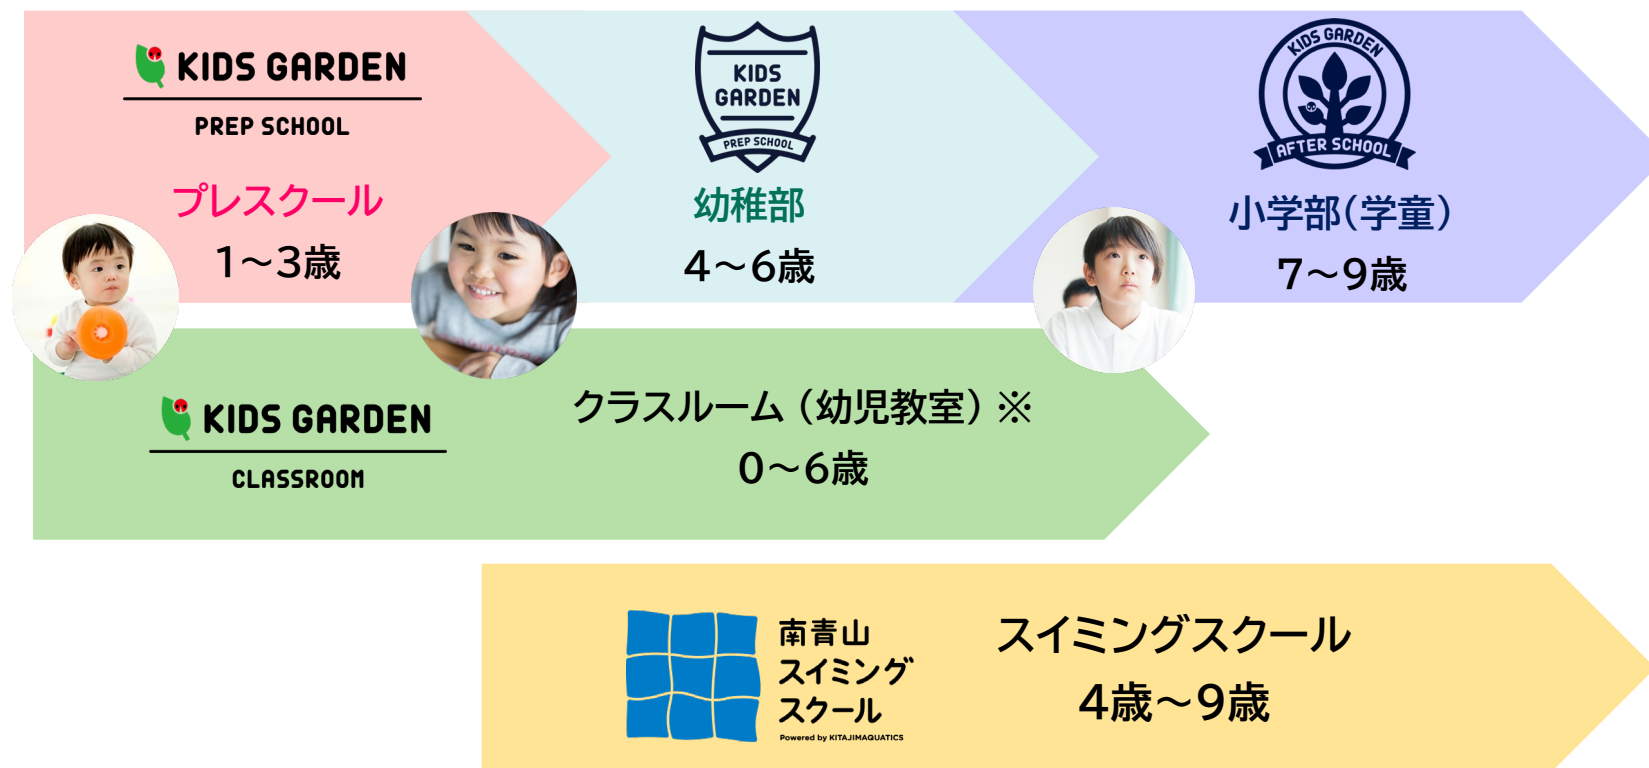 KIDS GARDEN
PREP SCHOOL
プレスクール
1～3歳
KIDS
GARDEN
PREP SCHOOL
幼稚部
4～6歳
KIDS GARDEN
AFTER SCHOOL
小学部(学童)
7～9歳
KIDS GARDEN
CLASSROOM
クラスルーム (幼児教室) ※
0～6歳
南青山
スイミング
スクール
Powered by KITAJIMAQUATICS
スイミングスクール
4歳～9歳